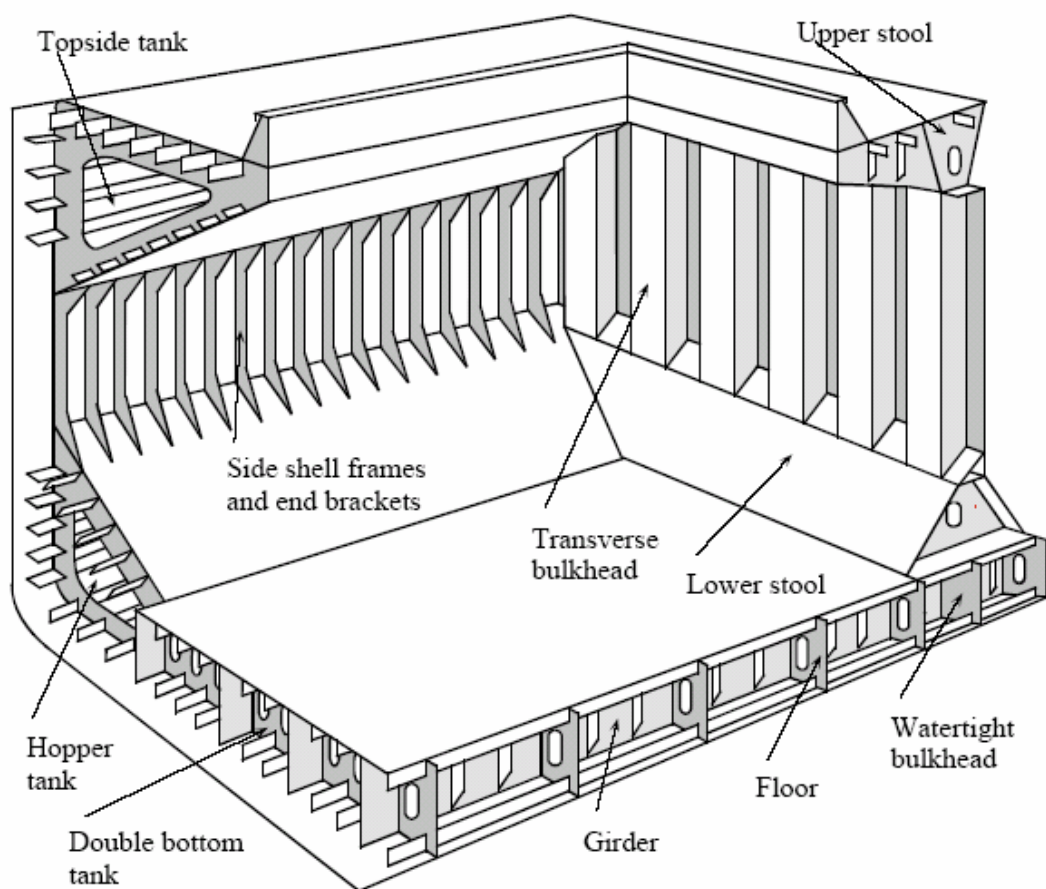 Topside tank
Upper stool
Side shell frames
and end brackets
Transverse
bulkhead
Lower stool
Hopper
tank
Double bottom
tank
Girder
Floor
Watertight
bulkhead